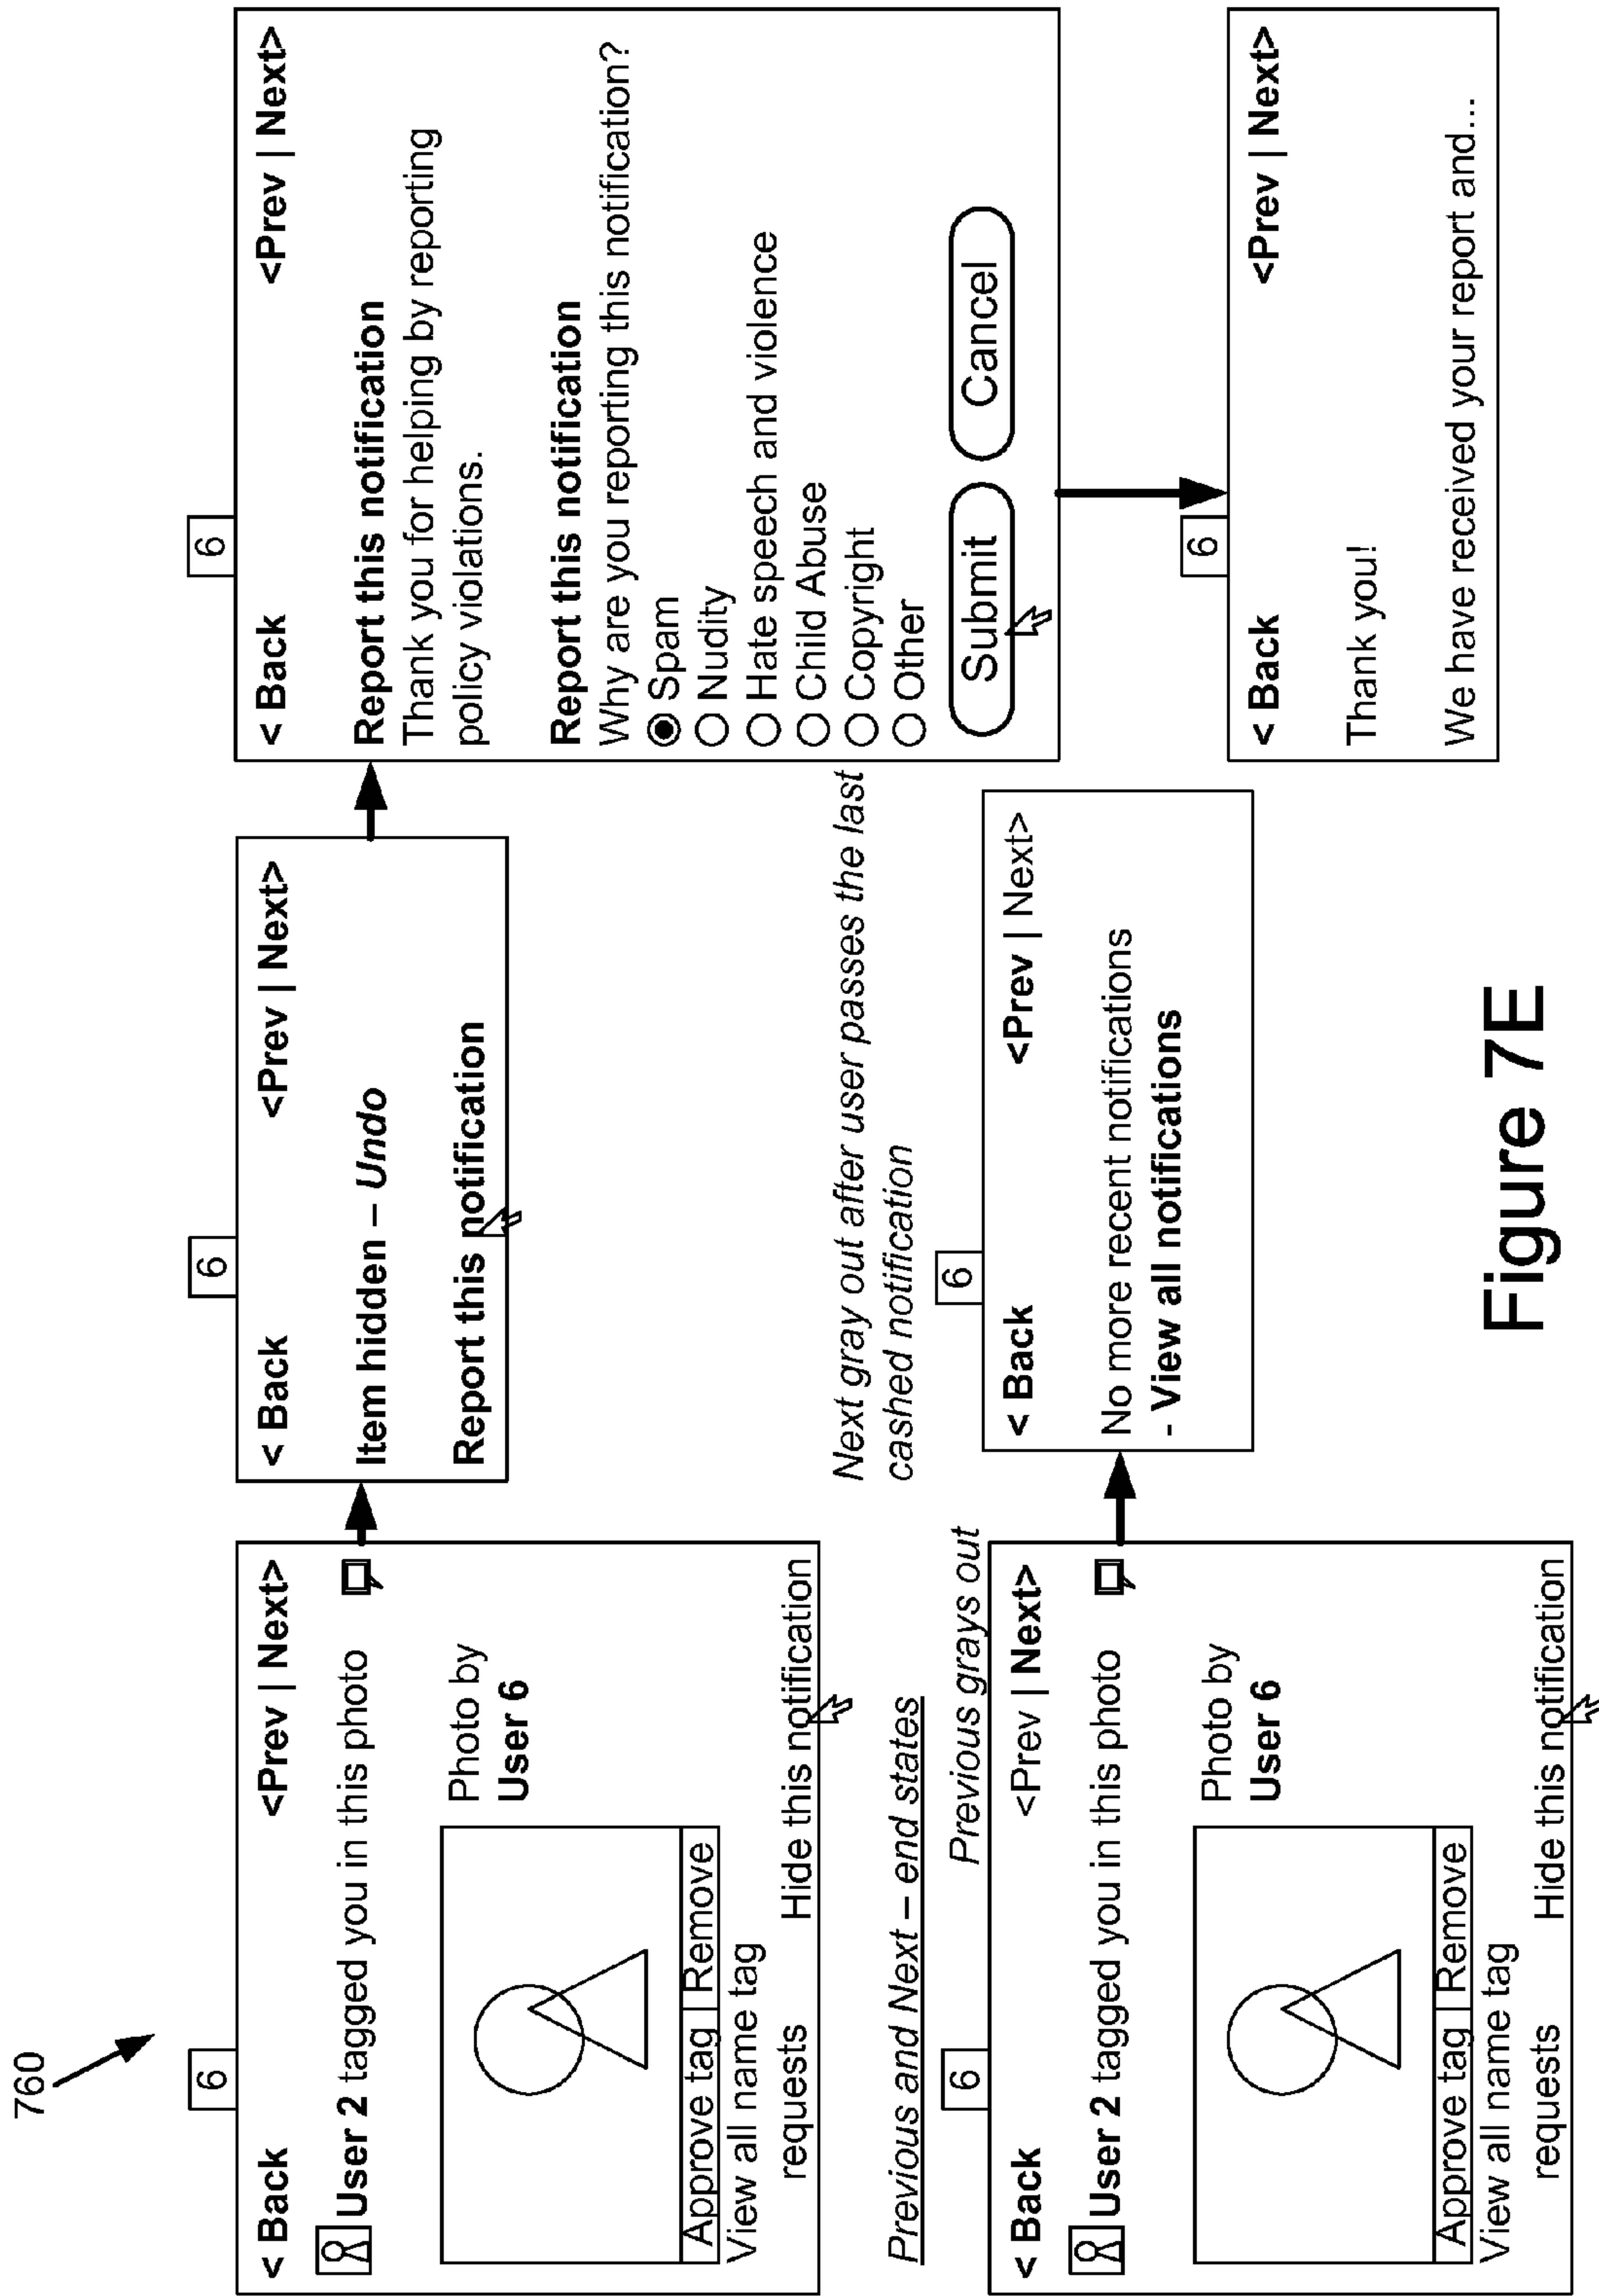 760
6
< Back <Prev | Next>
User 2 tagged you in this photo
Photo by
User 6
Approve tag | Remove
View all name tag
requests
Hide this notification
6
< Back <Prev | Next>
Item hidden – Undo
Report this notification
6
< Back <Prev | Next>
Report this notification
Thank you for helping by reporting
policy violations.
Report this notification
Why are you reporting this notification?
Spam
Nudity
Hate speech and violence
Child Abuse
Copyright
Other
Submit Cancel
Previous and Next – end states
Previous grays out
6
< Back <Prev | Next>
User 2 tagged you in this photo
Photo by
User 6
Approve tag | Remove
View all name tag
requests
Hide this notification
Next gray out after user passes the last
cashed notification
6
< Back <Prev | Next>
No more recent notifications
- View all notifications
6
< Back <Prev | Next>
Thank you!
We have received your report and...
Figure 7E